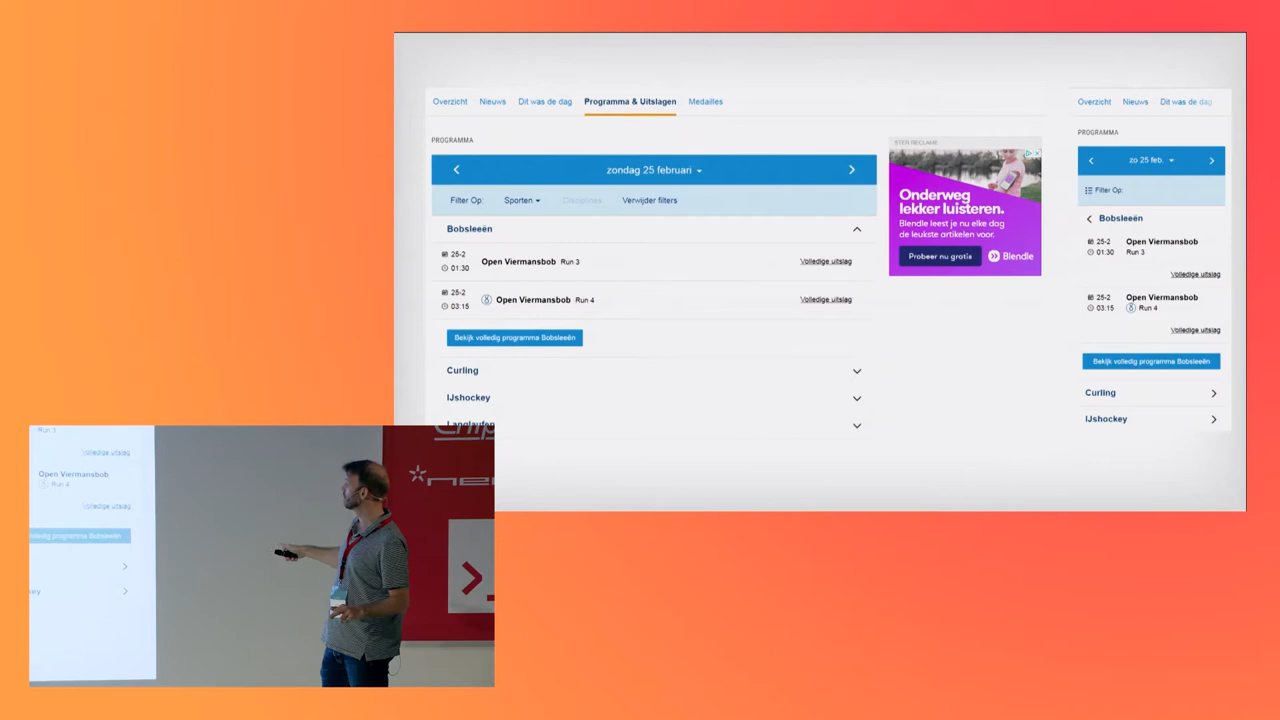 Overzicht Nieuws Dit was de dag Programma & Uitslagen Medailles
PROGRAMMA
zondag 25 februari
Filter Op: Sporten Disciplines Verwijder filters
Bobsleeën
25-2
01:30
Open Viermansbob Run 3
Volledige uitslag
25-2
03:15
Open Viermansbob Run 4
Volledige uitslag
Bekijk volledig programma Bobsleeën
Curling
IJshockey
Langlaufen
STER RECLAME
Onderweg
lekker luisteren.
Blendle leest je nu elke dag
de leukste artikelen voor.
Probeer nu gratis
Blendle
Overzicht Nieuws Dit was de dag
PROGRAMMA
zo 25 feb.
Filter Op:
Bobsleeën
25-2
01:30
Open Viermansbob
Run 3
Volledige uitslag
25-2
03:15
Open Viermansbob
Run 4
Volledige uitslag
Bekijk volledig programma Bobsleeën
Curling
IJshockey
Run 3
Volledige uitslag
Open Viermansbob
Run 4
Volledige uitslag
volledig programma Bobsleeën